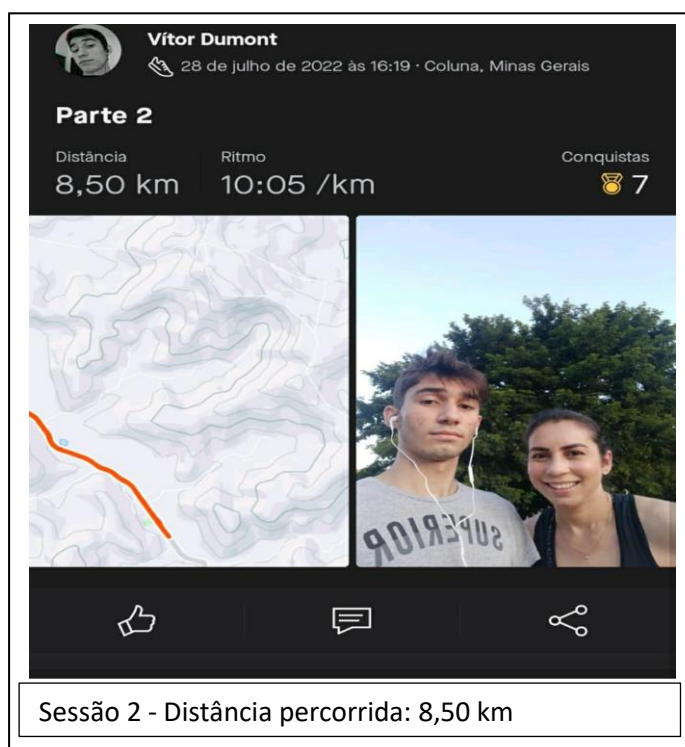 Vítor Dumont
28 de julho de 2022 às 16:19 · Coluna, Minas Gerais
Parte 2
Distância
Ritmo
Conquistas
8,50 km
10:05 /km
7
SUPERIOR
Sessão 2 - Distância percorrida: 8,50 km